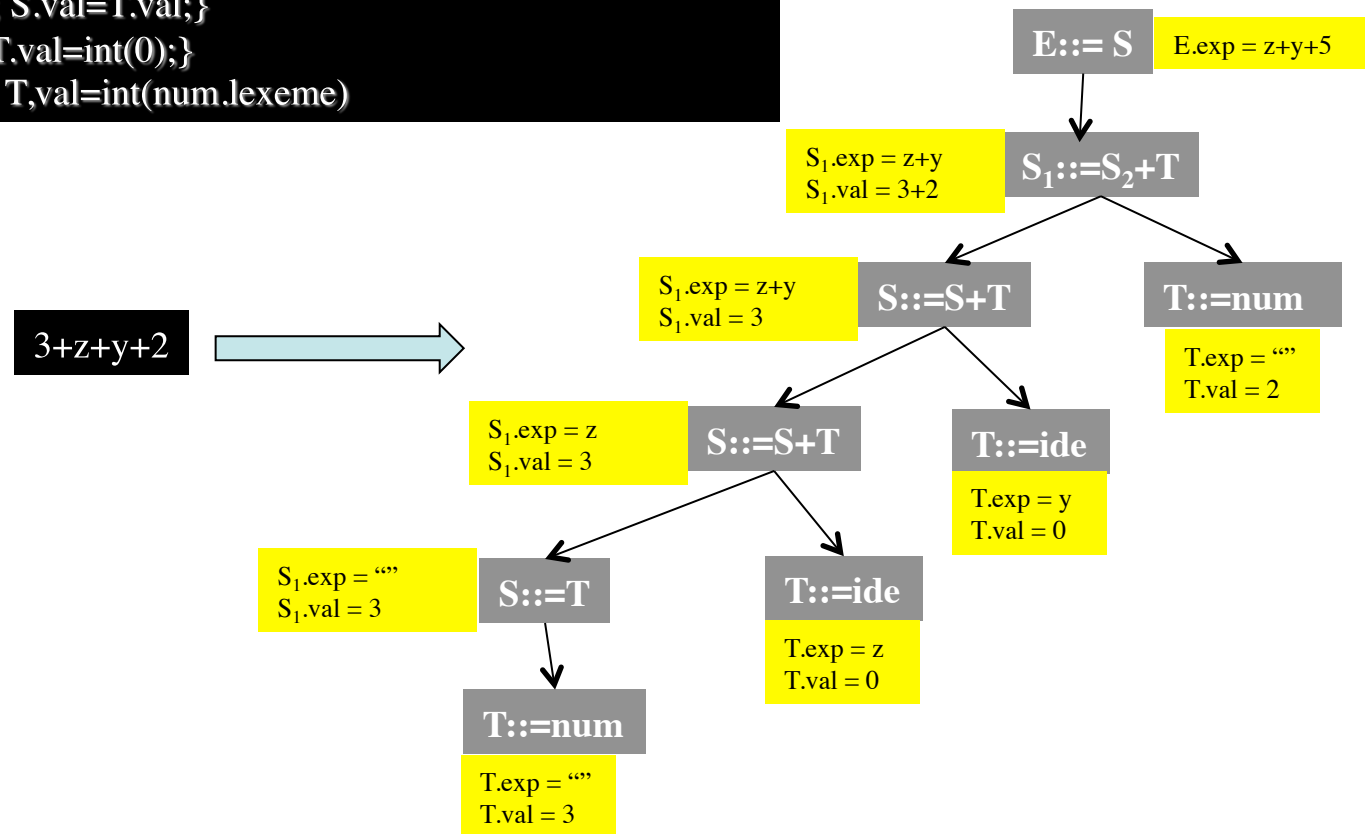 S.val=T.val;}
T.val=int(0);}
T,val=int(num.lexeme)
E::= S
E.exp = z+y+5
S₁.exp = z+y
S₁.val = 3+2
S₁::=S₂+T
S₁.exp = z+y
S₁.val = 3
S::=S+T
T::=num
T.exp = “”
T.val = 2
3+z+y+2
S₁.exp = z
S₁.val = 3
S::=S+T
T::=ide
T.exp = y
T.val = 0
S₁.exp = “”
S₁.val = 3
S::=T
T::=ide
T.exp = z
T.val = 0
T::=num
T.exp = “”
T.val = 3